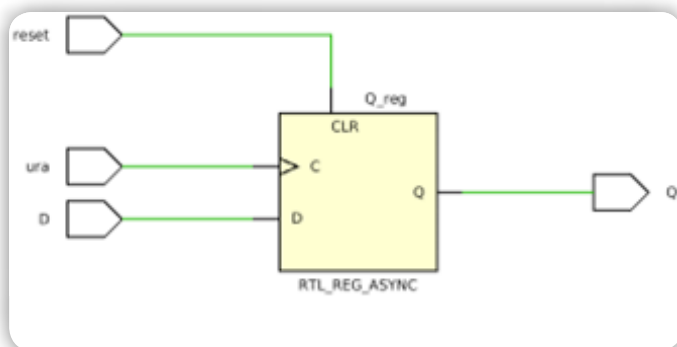 reset
Q_reg
CLR
ura
C
Q
Q
D
D
RTL_REG_ASYNC